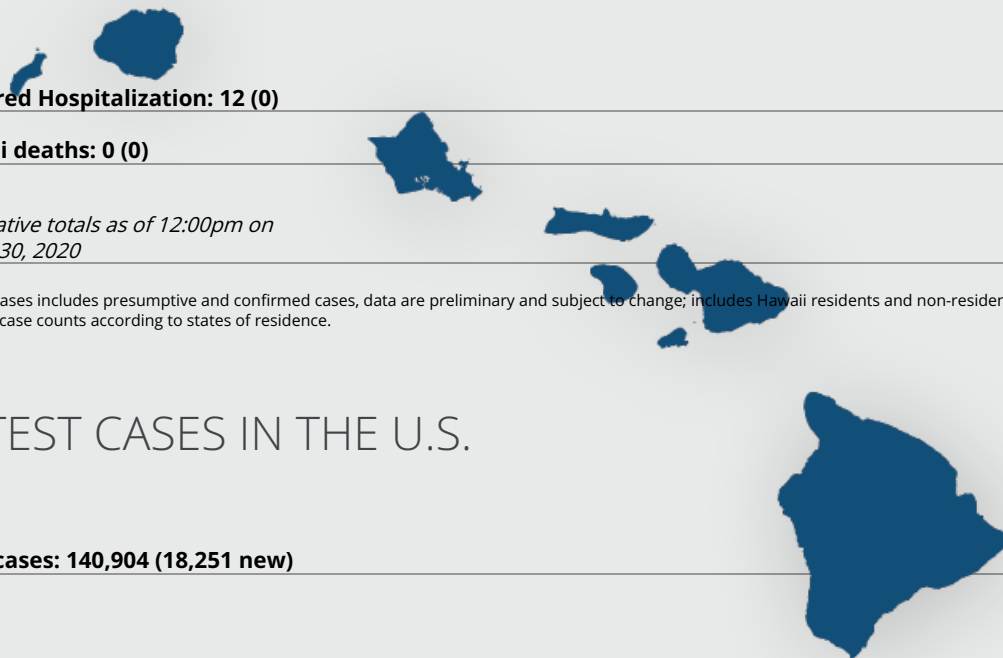 red Hospitalization: 12 (0)
i deaths: 0 (0)
ative totals as of 12:00pm on
30, 2020
ases includes presumptive and confirmed cases, data are preliminary and subject to change; includes Hawaii residents and non-residen
case counts according to states of residence.
TEST CASES IN THE U.S.
cases: 140,904 (18,251 new)